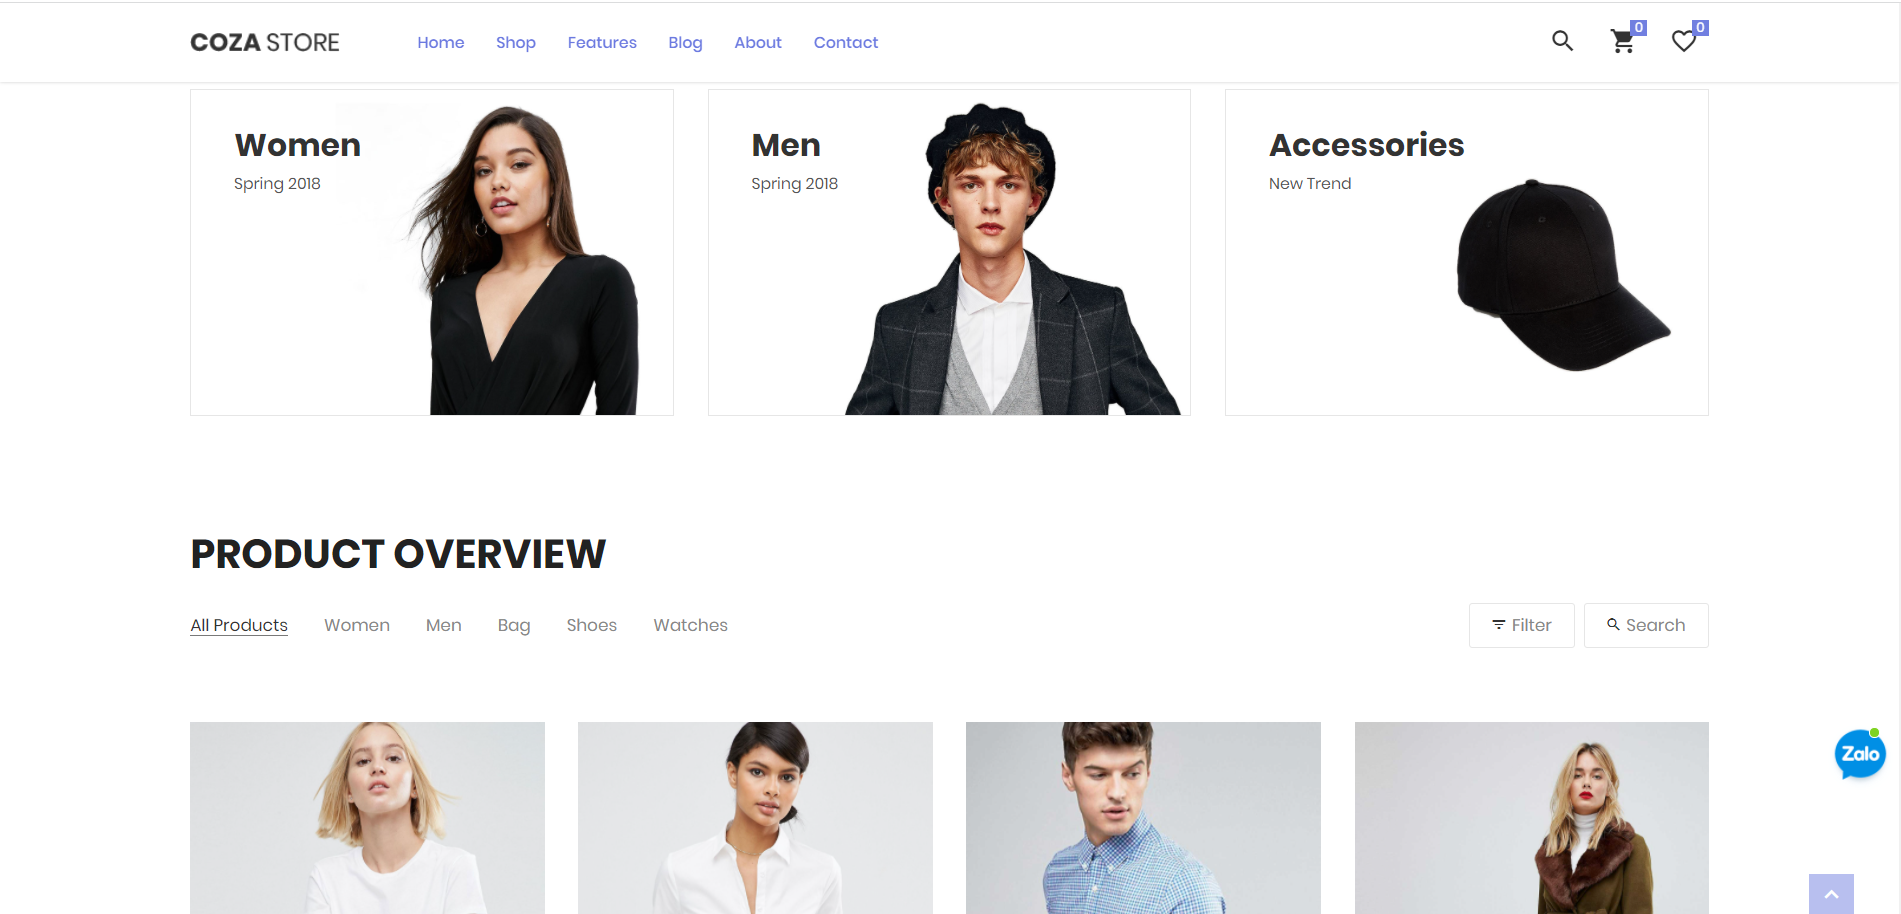 COZA STORE Home Shop Features Blog About Contact 0 0
Women
Spring 2018
Men
Spring 2018
Accessories
New Trend
PRODUCT OVERVIEW
All Products Women Men Bag Shoes Watches Filter Search
Zalo